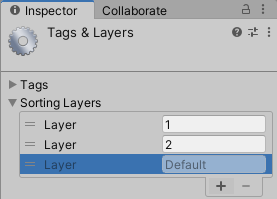 Inspector Collaborate
Tags & Layers
Tags
Sorting Layers
Layer 1
Layer 2
Layer Default